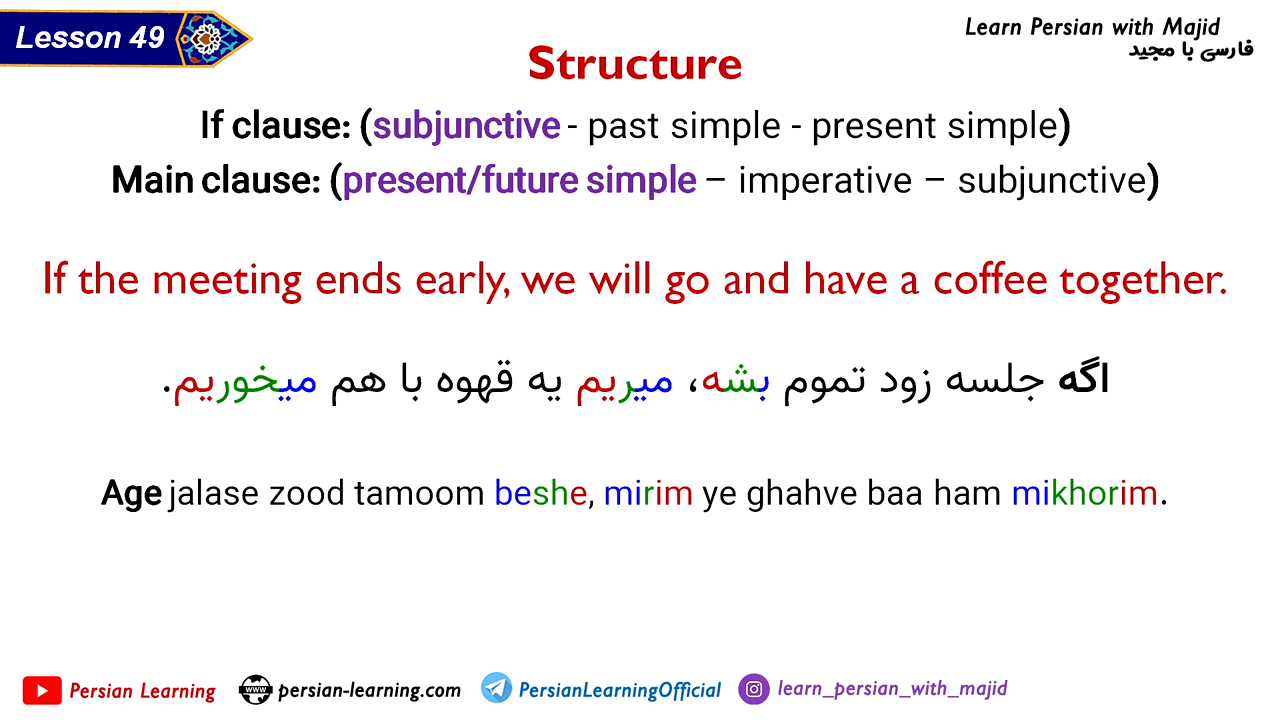 Lesson 49
Learn Persian with Majid
فارسی با مجید
Structure
If clause: (subjunctive - past simple - present simple)
Main clause: (present/future simple – imperative – subjunctive)
If the meeting ends early, we will go and have a coffee together.
اگه جلسه زود تموم بشه، میریم یه قهوه با هم میخوریم.
Age jalase zood tamoom beshe, mirim ye ghahve baa ham mikhorim.
Persian Learning
www
persian-learning.com
PersianLearningOfficial
learn_persian_with_majid